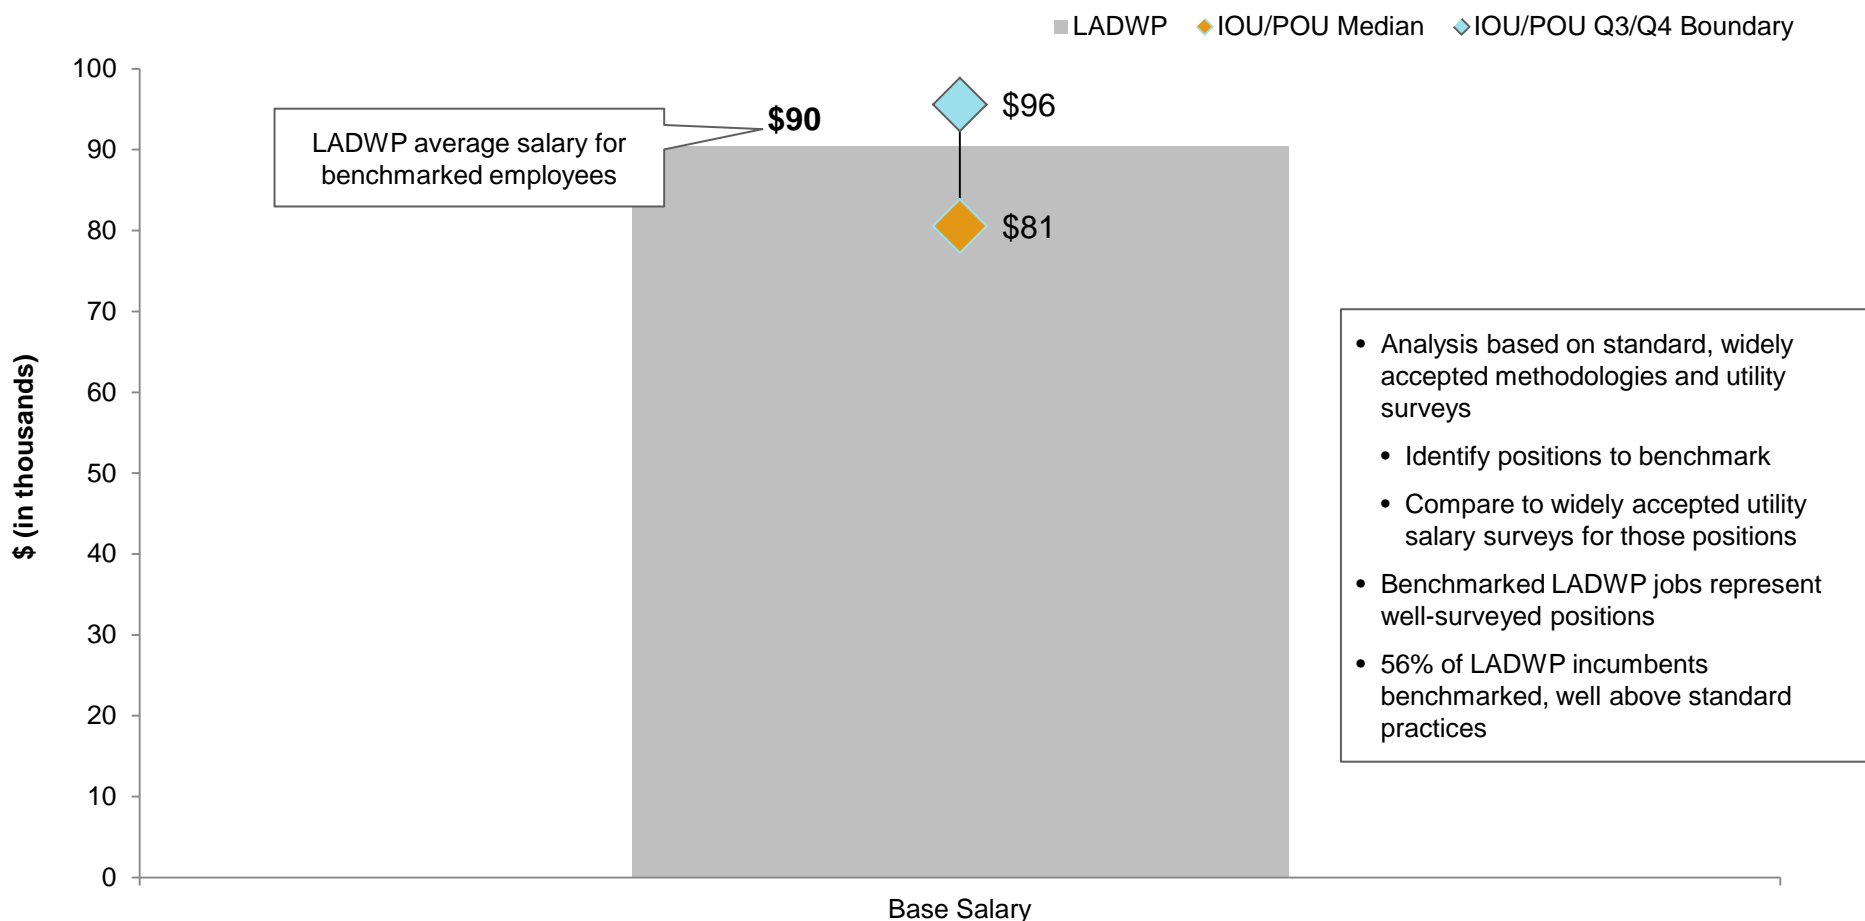 LADWP IOU/POU Median IOU/POU Q3/Q4 Boundary
100
90
80
70
60
50
40
30
20
10
0
$ (in thousands)
LADWP average salary for
benchmarked employees
$90
$96
$81
Base Salary
• Analysis based on standard, widely
accepted methodologies and utility
surveys
• Identify positions to benchmark
• Compare to widely accepted utility
salary surveys for those positions
• Benchmarked LADWP jobs represent
well-surveyed positions
• 56% of LADWP incumbents
benchmarked, well above standard
practices